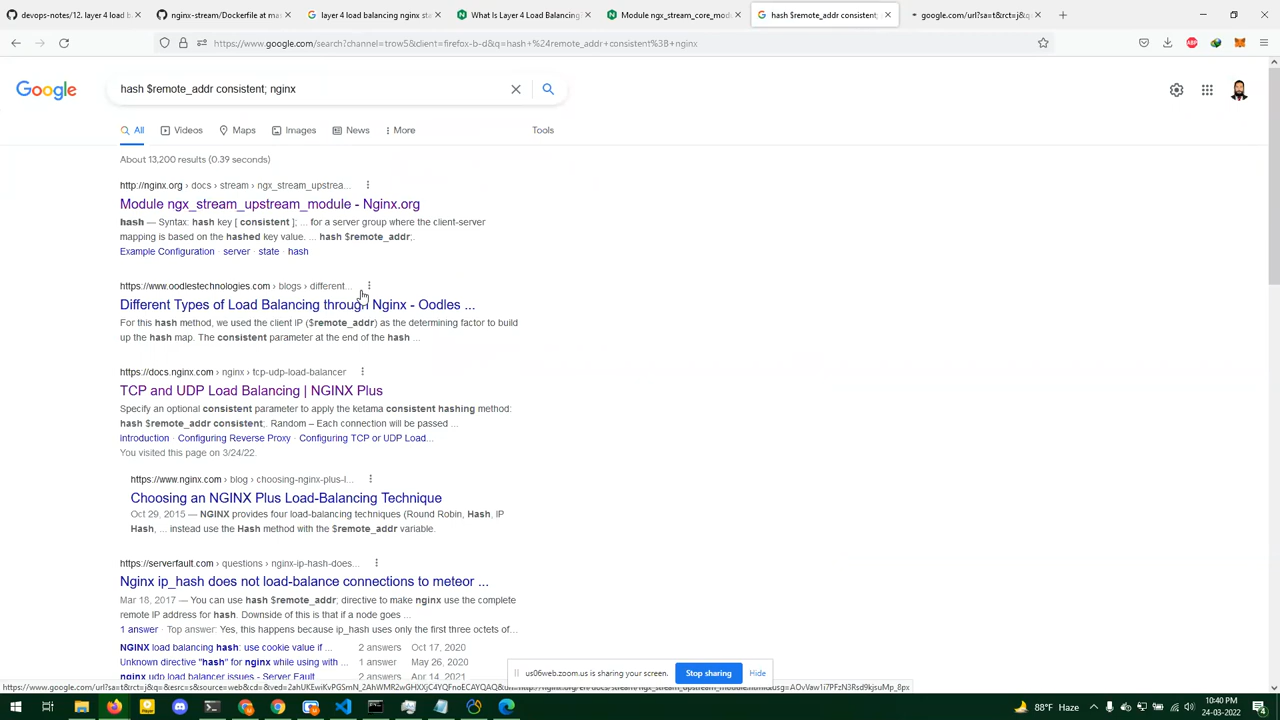 devops-notes/12. layer 4 load b
nginx-stream/Dockerfile at ma
layer 4 load balancing nginx st
What Is Layer 4 Load Balancing
Module ngx_stream_core_modu
hash $remote_addr consistent;
google.com/url?sa=t&rct=j&q=
https://www.google.com/search?channel=trow5&client=firefox-b-d&q=hash+%24remote_addr+consistent%3B+nginx
ABP
Google
hash $remote_addr consistent; nginx
All
Videos
Maps
Images
News
More
Tools
About 13,200 results (0.39 seconds)
http://nginx.org › docs › stream › ngx_stream_upstrea...
Module ngx_stream_upstream_module - Nginx.org
hash — Syntax: hash key [ consistent ]; ... for a server group where the client-server
mapping is based on the hashed key value. ... hash $remote_addr;.
Example Configuration · server · state · hash
https://www.oodlestechnologies.com › blogs › different...
Different Types of Load Balancing through Nginx - Oodles ...
For this hash method, we used the client IP ($remote_addr) as the determining factor to build
up the hash map. The consistent parameter at the end of the hash ...
https://docs.nginx.com › nginx › tcp-udp-load-balancer
TCP and UDP Load Balancing | NGINX Plus
Specify an optional consistent parameter to apply the ketama consistent hashing method:
hash $remote_addr consistent;. Random – Each connection will be passed ...
Introduction · Configuring Reverse Proxy · Configuring TCP or UDP Load...
You visited this page on 3/24/22.
https://www.nginx.com › blog › choosing-nginx-plus-l...
Choosing an NGINX Plus Load-Balancing Technique
Oct 29, 2015 — NGINX provides four load-balancing techniques (Round Robin, Hash, IP
Hash, ... instead use the Hash method with the $remote_addr variable.
https://serverfault.com › questions › nginx-ip-hash-does...
Nginx ip_hash does not load-balance connections to meteor ...
Mar 18, 2017 — You can use hash $remote_addr; directive to make nginx use the complete
remote IP address for hash. Downside of this is that if a node goes ...
1 answer · Top answer: Yes, this happens because ip_hash uses only the first three octets of...
NGINX load balancing hash: use cookie value if ... 2 answers Oct 17, 2020
Unknown directive "hash" for nginx while using with ... 1 answer May 26, 2020
nginx udp load balancer issues - Server Fault 2 answers Apr 14, 2021
us06web.zoom.us is sharing your screen.
Stop sharing
Hide
88°F Haze
10:40 PM
24-03-2022
4